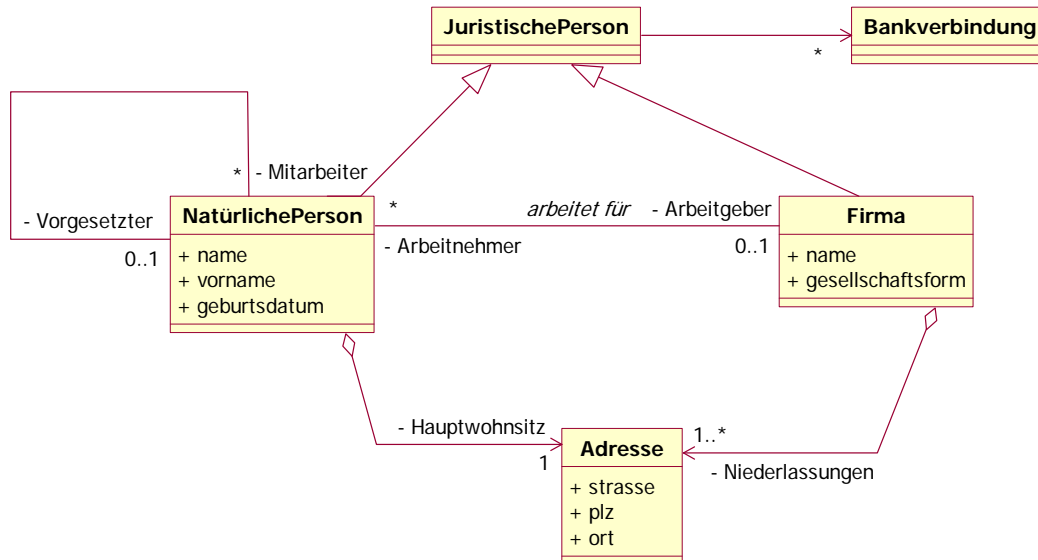 JuristischePerson
Bankverbindung
*
* - Mitarbeiter
NatürlichePerson
+ name
+ vorname
+ geburtsdatum
- Vorgesetzter
0..1
*
- Arbeitnehmer
arbeitet für
- Arbeitgeber
0..1
Firma
+ name
+ gesellschaftsform
- Hauptwohnsitz
1
Adresse
+ strasse
+ plz
+ ort
1..*
- Niederlassungen